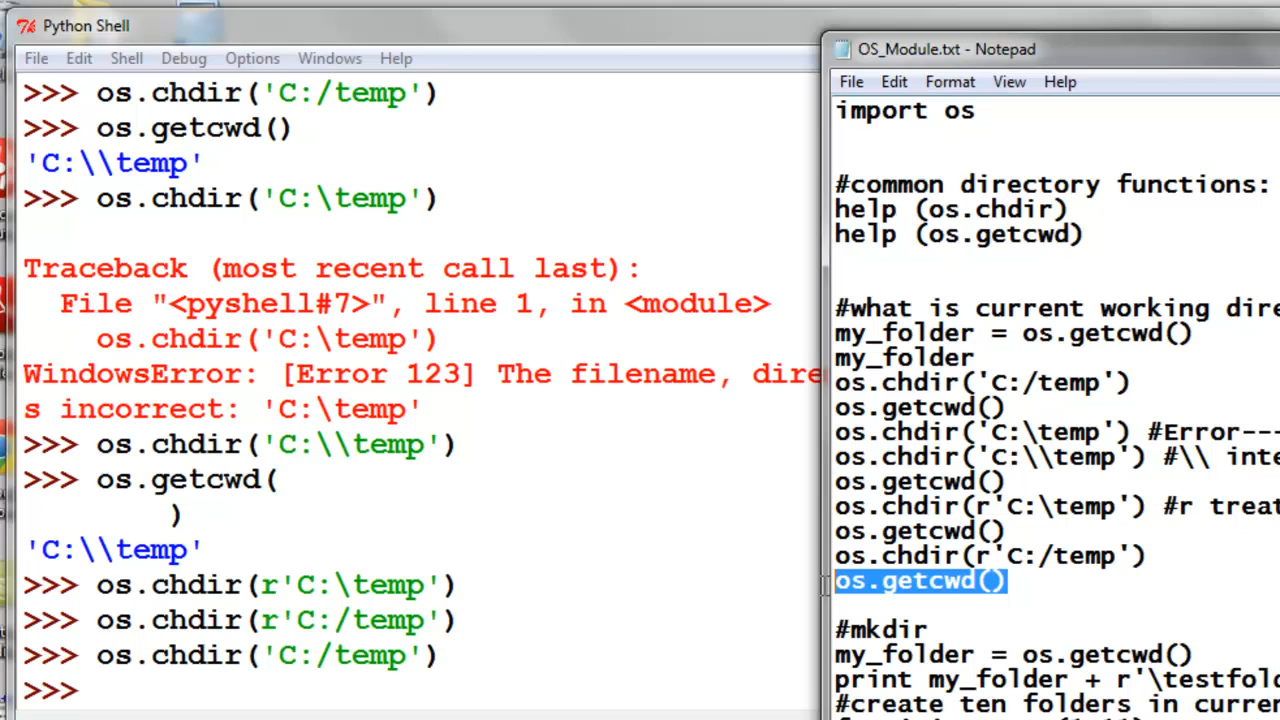 Python Shell
File Edit Shell Debug Options Windows Help
>>> os.chdir('C:/temp')
>>> os.getcwd()
'C:\\temp'
>>> os.chdir('C:\temp')
Traceback (most recent call last):
  File "<pyshell#7>", line 1, in <module>
    os.chdir('C:\temp')
WindowsError: [Error 123] The filename, dire
s incorrect: 'C:\temp'
>>> os.chdir('C:\\temp')
>>> os.getcwd(
        )
'C:\\temp'
>>> os.chdir(r'C:\temp')
>>> os.chdir(r'C:/temp')
>>> os.chdir('C:/temp')
>>>
OS_Module.txt - Notepad
File Edit Format View Help
import os
#common directory functions:
help (os.chdir)
help (os.getcwd)
#what is current working dire
my_folder = os.getcwd()
my_folder
os.chdir('C:/temp')
os.getcwd()
os.chdir('C:\temp') #Error---
os.chdir('C:\\temp') #\\ inte
os.getcwd()
os.chdir(r'C:\temp') #r treat
os.getcwd()
os.chdir(r'C:/temp')
os.getcwd()
#mkdir
my_folder = os.getcwd()
print my_folder + r'\testfold
#create ten folders in curren